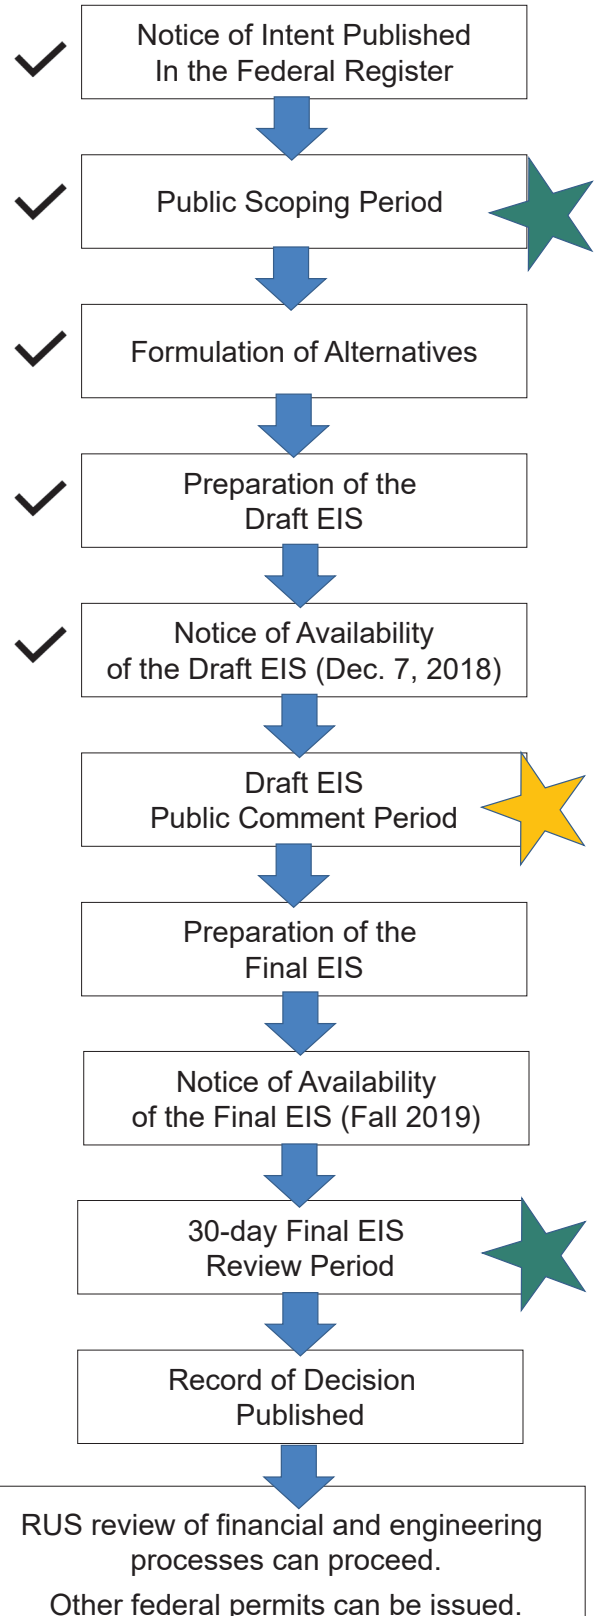 Notice of Intent Published
In the Federal Register
Public Scoping Period
Formulation of Alternatives
Preparation of the
Draft EIS
Notice of Availability
of the Draft EIS (Dec. 7, 2018)
Draft EIS
Public Comment Period
Preparation of the
Final EIS
Notice of Availability
of the Final EIS (Fall 2019)
30-day Final EIS
Review Period
Record of Decision
Published
RUS review of financial and engineering
processes can proceed.
Other federal permits can be issued.